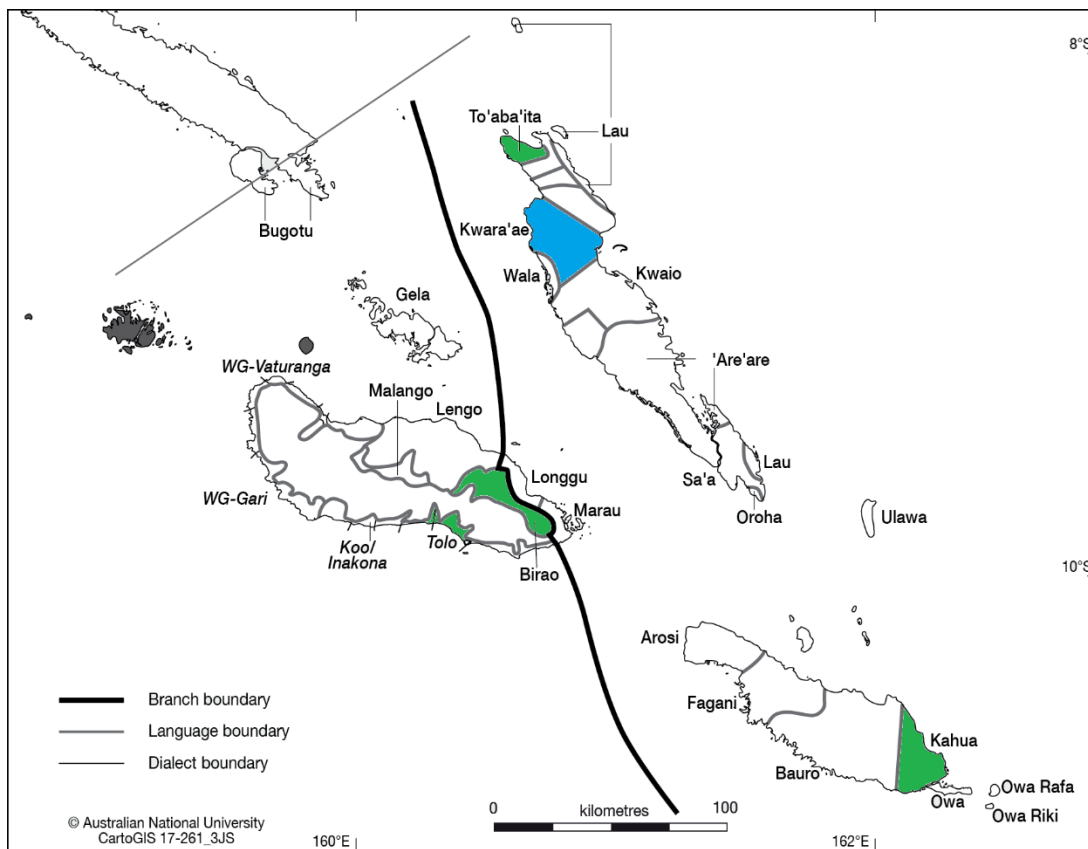 8°S
To'aba'ita
Lau
Bugotu
Kwara'ae
Wala
Kwaio
Gela
WG-Vaturanga
'Are'are
Malango
Lengo
Longgu
Lau
Sa'a
WG-Gari
Marau
Oroha
Ulawa
Koo/
Inakona
Tolo
Birao
10°S
Arosi
Fagani
Branch boundary
Language boundary
Kahua
Dialect boundary
Bauro
Owa
Owa Rafa
Owa Riki
0 100
kilometres
© Australian National University
CartoGIS 17-261_3JS
160°E
162°E